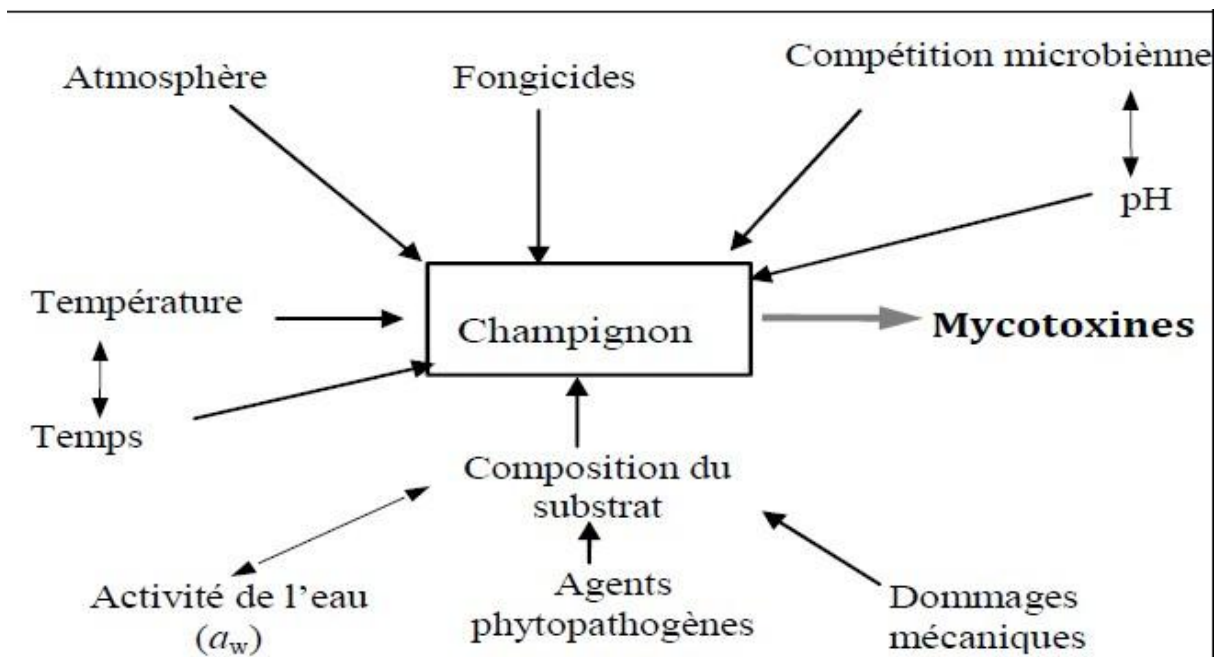 Atmosphère
Fongicides
Compétition microbiènne
pH
Température
Champignon
Mycotoxines
Temps
Composition du
substrat
Activité de l'eau
(aw)
Agents
phytopathogènes
Dommages
mécaniques